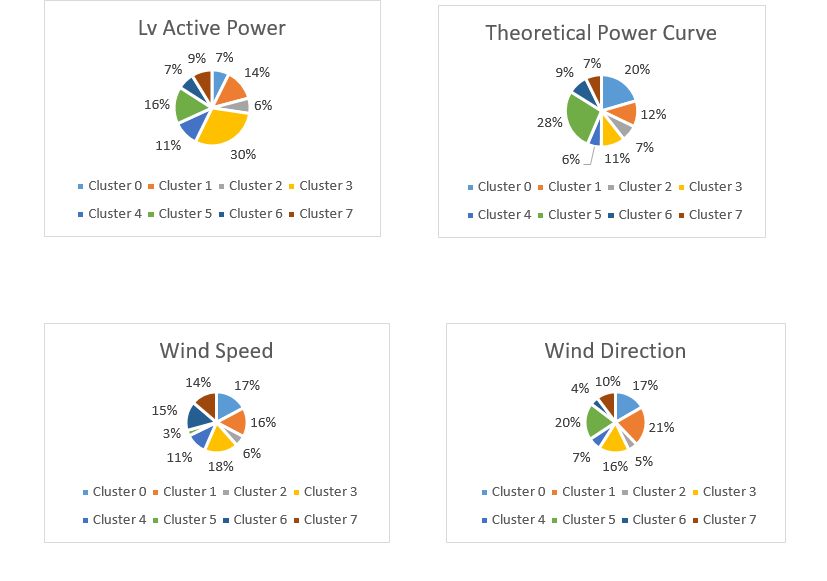 Lv Active Power
9% 7%
7% 14%
16% 6%
11%
30%
Cluster 0 Cluster 1 Cluster 2 Cluster 3
Cluster 4 Cluster 5 Cluster 6 Cluster 7
Theoretical Power Curve
7% 20%
9%
28% 12%
6% 11% 7%
Cluster 0 Cluster 1 Cluster 2 Cluster 3
Cluster 4 Cluster 5 Cluster 6 Cluster 7
Wind Speed
14% 17%
15% 16%
3%
11% 18% 6%
Cluster 0 Cluster 1 Cluster 2 Cluster 3
Cluster 4 Cluster 5 Cluster 6 Cluster 7
Wind Direction
4% 10% 17%
20% 21%
7% 16% 5%
Cluster 0 Cluster 1 Cluster 2 Cluster 3
Cluster 4 Cluster 5 Cluster 6 Cluster 7